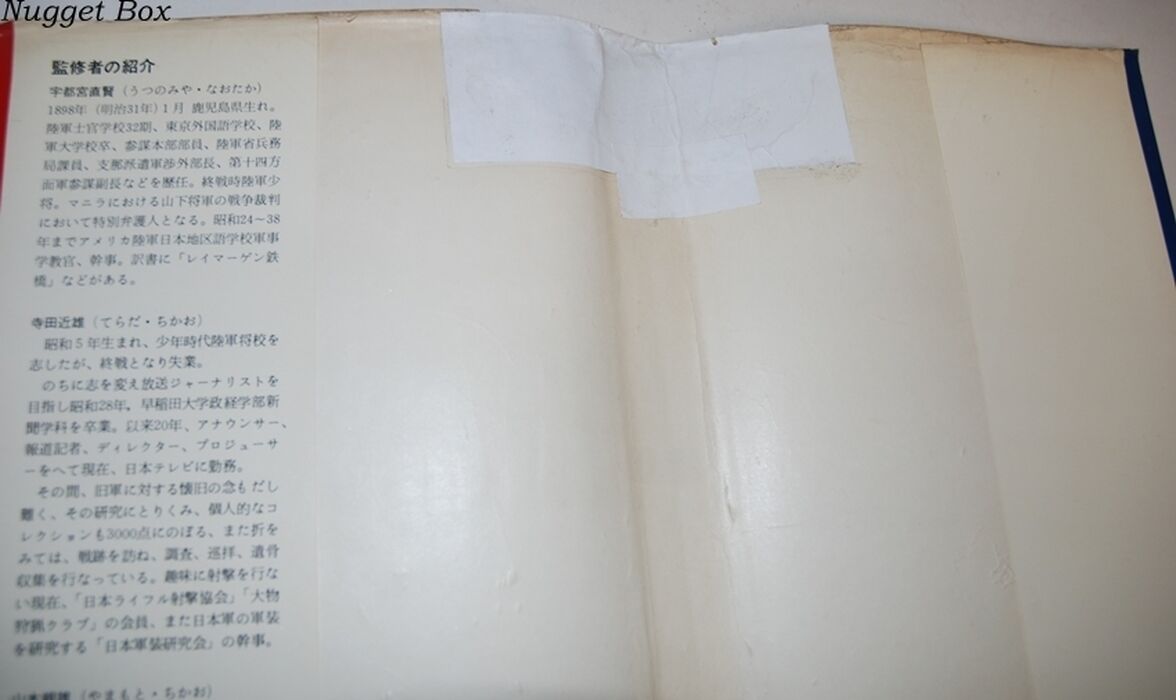 Nugget Box
監修者の紹介
宇都宮直賢（うつのみや・なおたか）
1898年（明治31年）1月 鹿児島県生れ。
陸軍士官学校32期、東京外国語学校、陸
軍大学校卒、参謀本部部員、陸軍省兵務
局課員、支那派遣軍渉外部長、第十四方
面軍参謀副長などを歴任。終戦時陸軍少
将。マニラにおける山下将軍の戦争裁判
において特別弁護人となる。昭和24〜38
年までアメリカ陸軍日本地区語学校軍事
学教官、幹事。訳書に「レイマーゲン鉄
橋」などがある。
寺田近雄（てらだ・ちかお）
昭和5年生まれ、少年時代陸軍将校を
志したが、終戦となり失業。
のちに志を変え放送ジャーナリストを
目指し昭和28年。早稲田大学政経学部新
聞学科を卒業。以来20年、アナウンサー、
報道記者、ディレクター、プロジューサ
ーをへて現在、日本テレビに勤務。
その間、旧軍に対する懐旧の念もだし
難く、その研究にとりくみ、個人的なコ
レクションも3000点にのぼる、また折を
みては、戦跡を訪ね、調査、巡拝、遺骨
収集を行なっている。趣味に射撃を行な
い現在、「日本ライフル射撃協会」「大物
狩猟クラブ」の会員、また日本軍の軍装
を研究する「日本軍装研究会」の幹事。
（やまもと・ちかお）